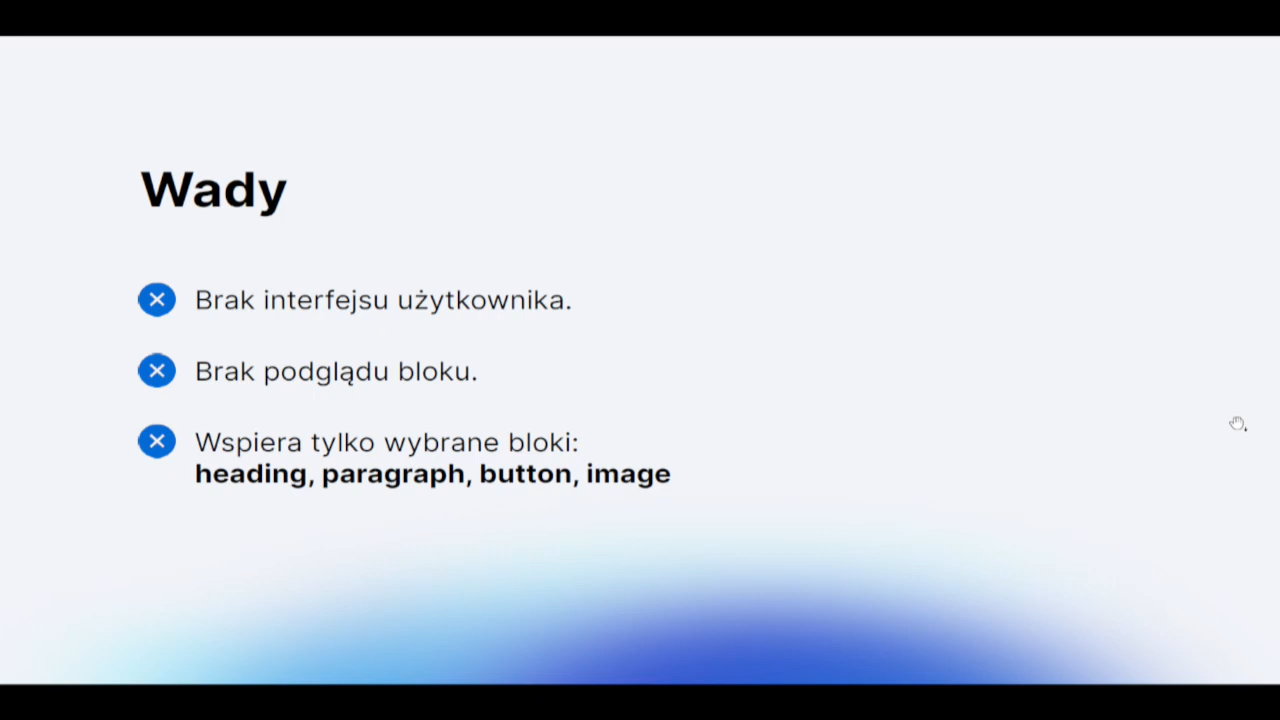 Wady
Brak interfejsu użytkownika.
Brak podglądu bloku.
Wspiera tylko wybrane bloki:
heading, paragraph, button, image